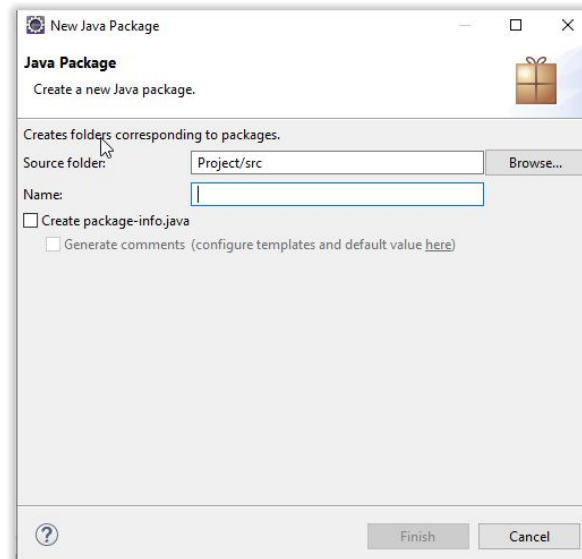 New Java Package
Java Package
Create a new Java package.
Creates folders corresponding to packages.
Source folder: Project/src Browse...
Name:
Create package-info.java
Generate comments (configure templates and default value here)
? Finish Cancel